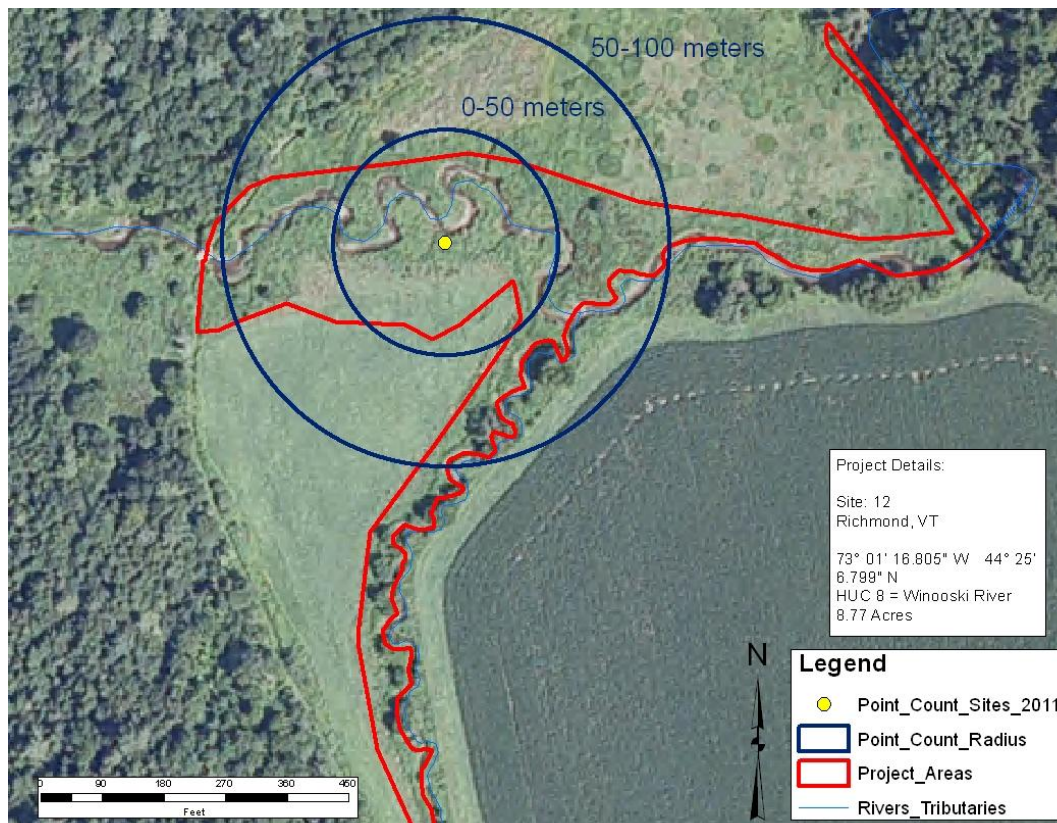 50-100 meters
0-50 meters
Project Details:
Site: 12
Richmond, VT
73° 01' 16.805" W 44° 25'
6.799" N
HUC 8 = Winooski River
8.77 Acres
N
Legend
Point_Count_Sites_2011
Point_Count_Radius
Project_Areas
Rivers_Tributaries
0 90 180 270 360 450
Feet